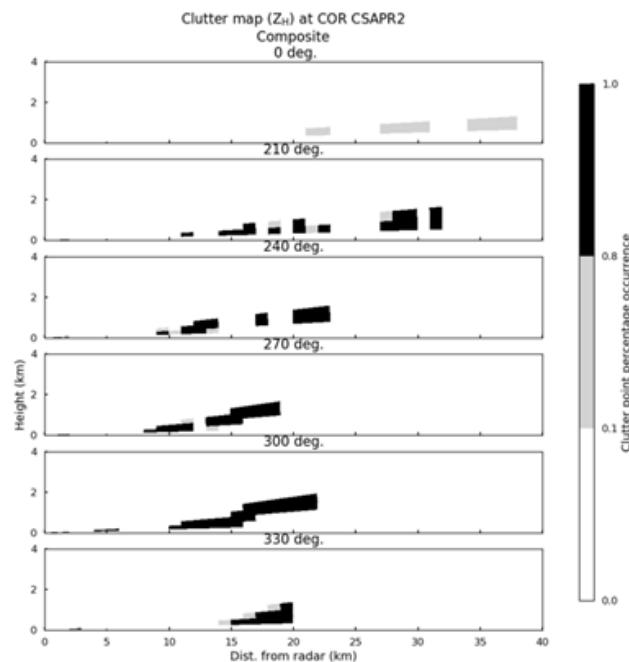 Clutter map (Z_H) at COR CSAPR2
Composite
0 deg.
4
2
0
210 deg.
4
2
0
240 deg.
4
2
0
270 deg.
4
2
0
300 deg.
4
2
0
330 deg.
4
2
0
0 5 10 15 20 25 30 35 40
Dist. from radar (km)
Height (km)
1.0
0.8
0.1
0.0
Clutter point percentage occurrence